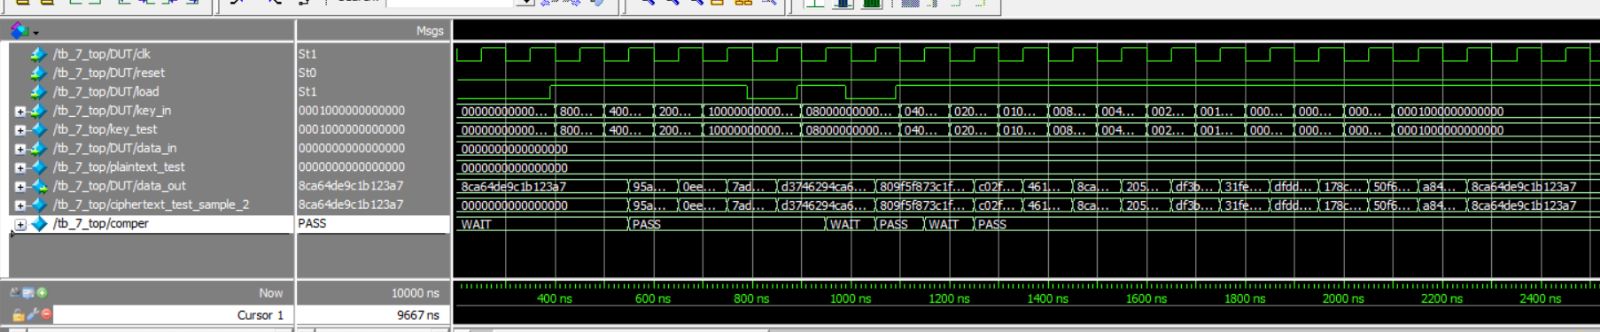 Msgs
/tb_7_top/DUT/clk St1
/tb_7_top/DUT/reset St0
/tb_7_top/DUT/load St1
/tb_7_top/DUT/key_in 0001000000000000 00000000000... 800... 400... 200... 10000000000... 08000000000... 040... 020... 010... 008... 004... 002... 001... 000... 000... 000... 0001000000000000
/tb_7_top/key_test 0001000000000000 00000000000... 800... 400... 200... 10000000000... 08000000000... 040... 020... 010... 008... 004... 002... 001... 000... 000... 000... 0001000000000000
/tb_7_top/DUT/data_in 0000000000000000 0000000000000000
/tb_7_top/plaintext_test 0000000000000000 0000000000000000
/tb_7_top/DUT/data_out 8ca64de9c1b123a7 8ca64de9c1b123a7 95a... 0ee... 7ad... d3746294ca6... 809f5f873c1f... c02f... 461... 8ca... 205... df3b... 31fe... dfdd... 178c... 50f6... a84... 8ca64de9c1b123a7
/tb_7_top/ciphertext_test_sample_2 8ca64de9c1b123a7 0000000000000000 95a... 0ee... 7ad... d3746294ca6... 809f5f873c1f... c02f... 461... 8ca... 205... df3b... 31fe... dfdd... 178c... 50f6... a84... 8ca64de9c1b123a7
/tb_7_top/comper PASS WAIT PASS WAIT PASS WAIT PASS
Now 10000 ns 400 ns 600 ns 800 ns 1000 ns 1200 ns 1400 ns 1600 ns 1800 ns 2000 ns 2200 ns 2400 ns
Cursor 1 9667 ns